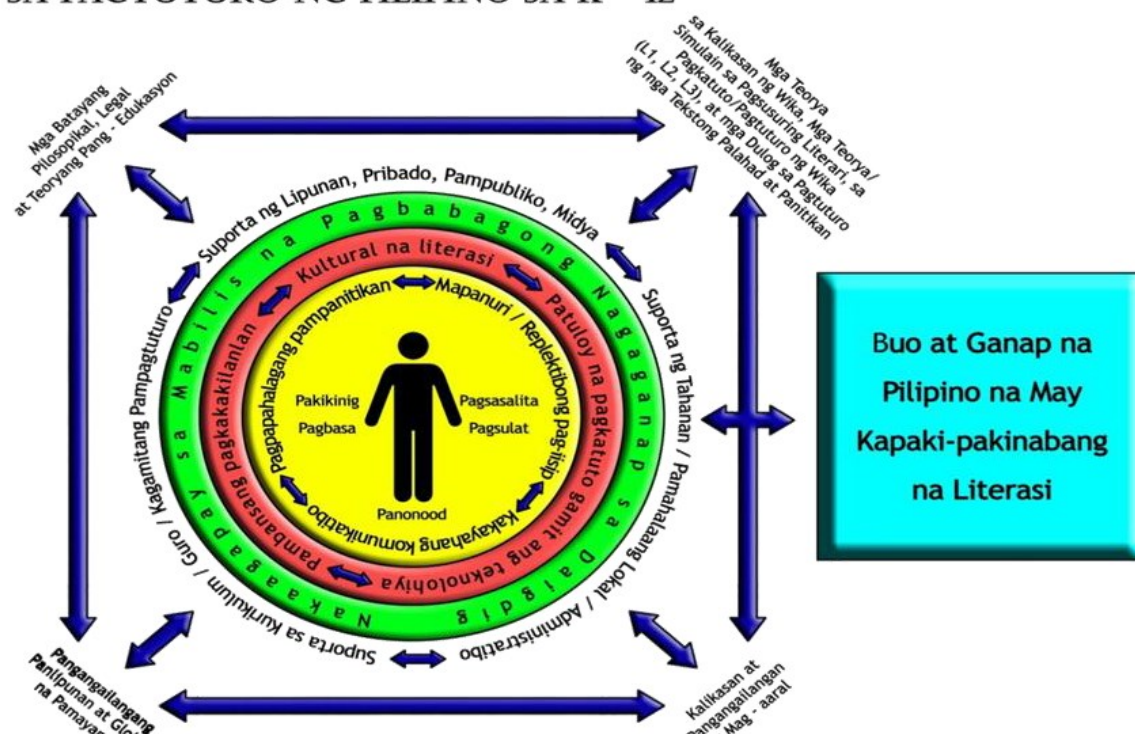 SA PAGTUTURO NG FILIPINO SA K – 12
Mga Batayang
Pilosopikal, Legal
at Teoryang Pang - Edukasyon
Mga Teorya
sa Kalikasan ng Wika, Mga Teorya/
Simulain sa Pagsusuring Literari, sa
Pagkatuto/Pagtuturo ng Wika
(L1, L2, L3), at mga Dulog sa Pagtuturo
ng mga Tekstong Palahad at Panitikan
Suporta ng Lipunan, Pribado, Pampubliko, Midya
Suporta ng Tahanan / Pamahalaang Lokal / Administratibo
Suporta sa Kurikulum / Guro / Kagamitang Pampagtuturo
Nakaagapay sa Mabilis na Pagbabagong Nagaganap sa Daigdig
Kultural na literasi
Patuloy na pagkatuto gamit ang teknolohiya
Pambansang pagkakakilanlan
Pagpapahalagang pampanitikan
Mapanuri / Replektibong pag-iisip
Kakayahang komunikatibo
Pakikinig
Pagsasalita
Pagbasa
Pagsulat
Panonood
Buo at Ganap na
Pilipino na May
Kapaki-pakinabang
na Literasi
Pangangailangang
Panlipunan at
na
Kalikasan at
Pangangailangan
Mag - aaral